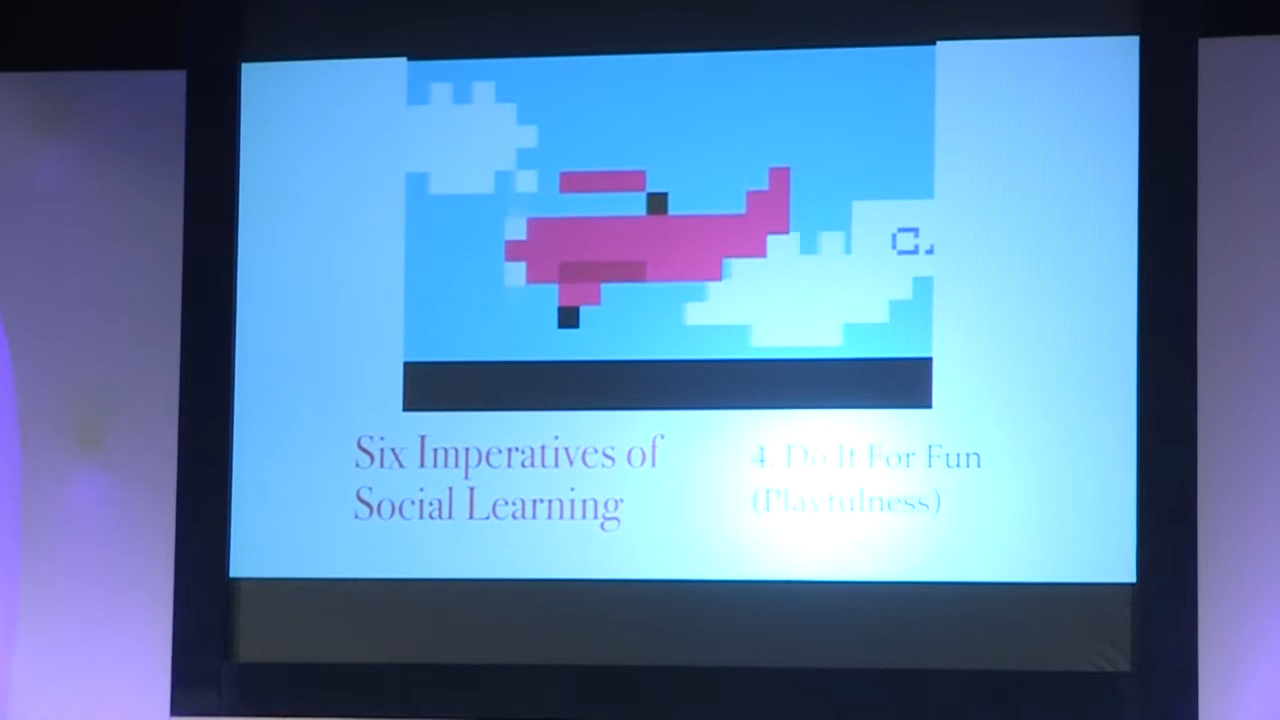 Six Imperatives of
Social Learning
4. Do It For Fun
(Playfulness)